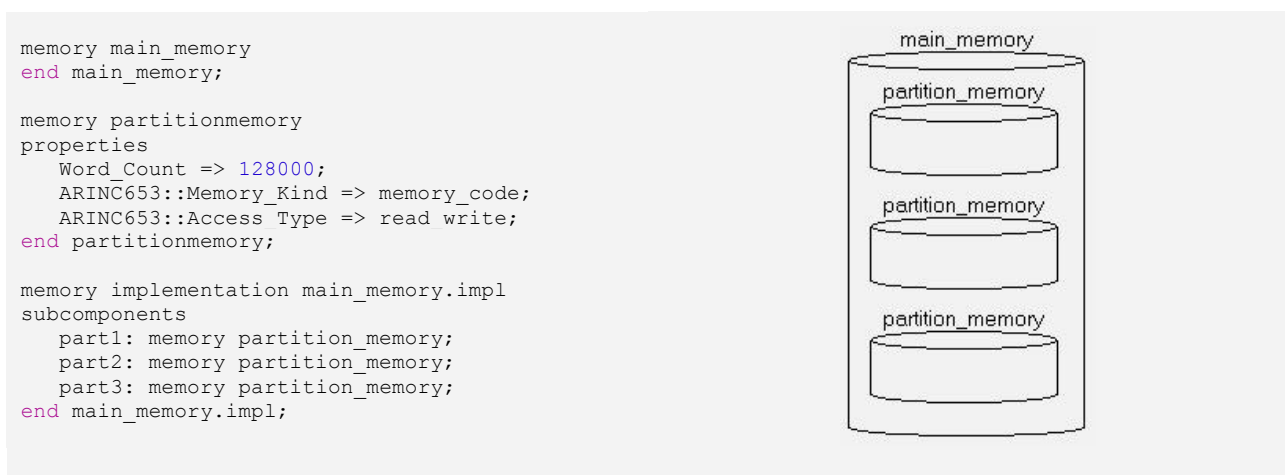 memory main_memory
end main_memory;
memory partitionmemory
properties
Word_Count => 128000;
ARINC653::Memory_Kind => memory_code;
ARINC653::Access_Type => read_write;
end partitionmemory;
memory implementation main_memory.impl
subcomponents
part1: memory partition_memory;
part2: memory partition_memory;
part3: memory partition_memory;
end main_memory.impl;
main_memory
partition_memory
partition_memory
partition_memory